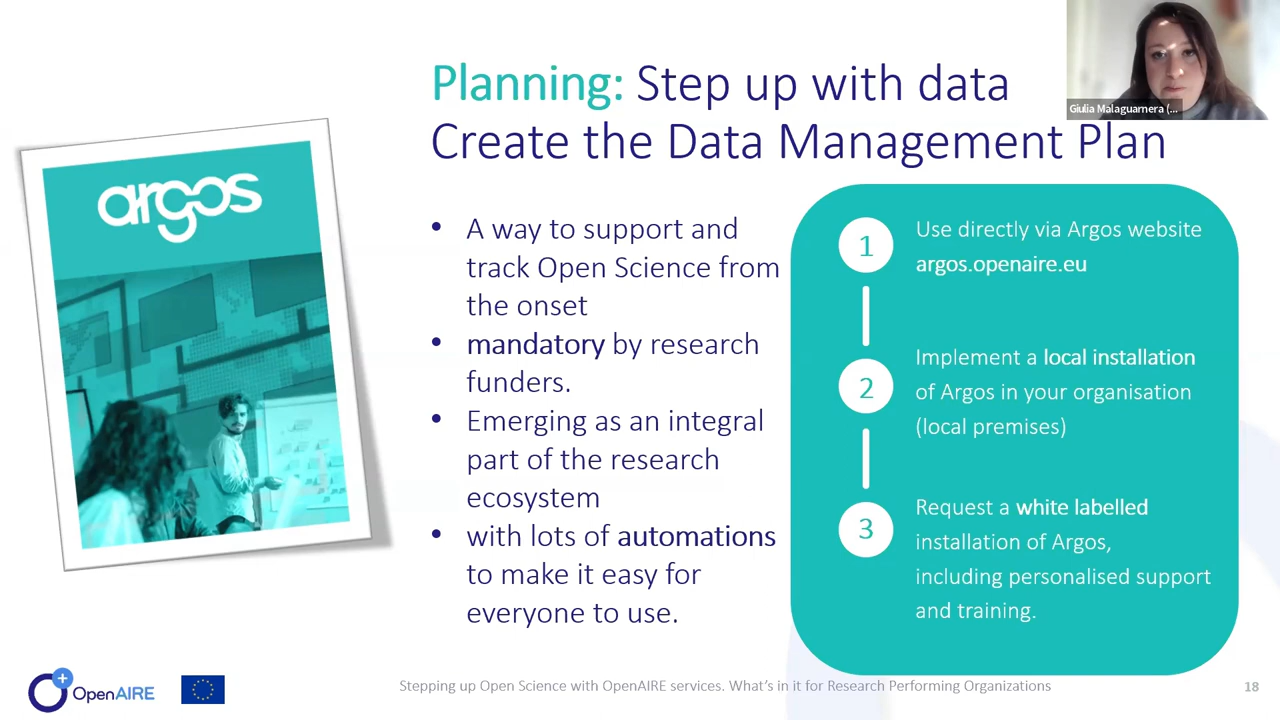 Planning: Step up with data
Create the Data Management Plan
Giulia Malaguarnera (...
argos
• A way to support and
track Open Science from
the onset
• mandatory by research
funders.
• Emerging as an integral
part of the research
ecosystem
• with lots of automations
to make it easy for
everyone to use.
1
Use directly via Argos website
argos.openaire.eu
2
Implement a local installation
of Argos in your organisation
(local premises)
3
Request a white labelled
installation of Argos,
including personalised support
and training.
OpenAIRE
Stepping up Open Science with OpenAIRE services. What's in it for Research Performing Organizations
18